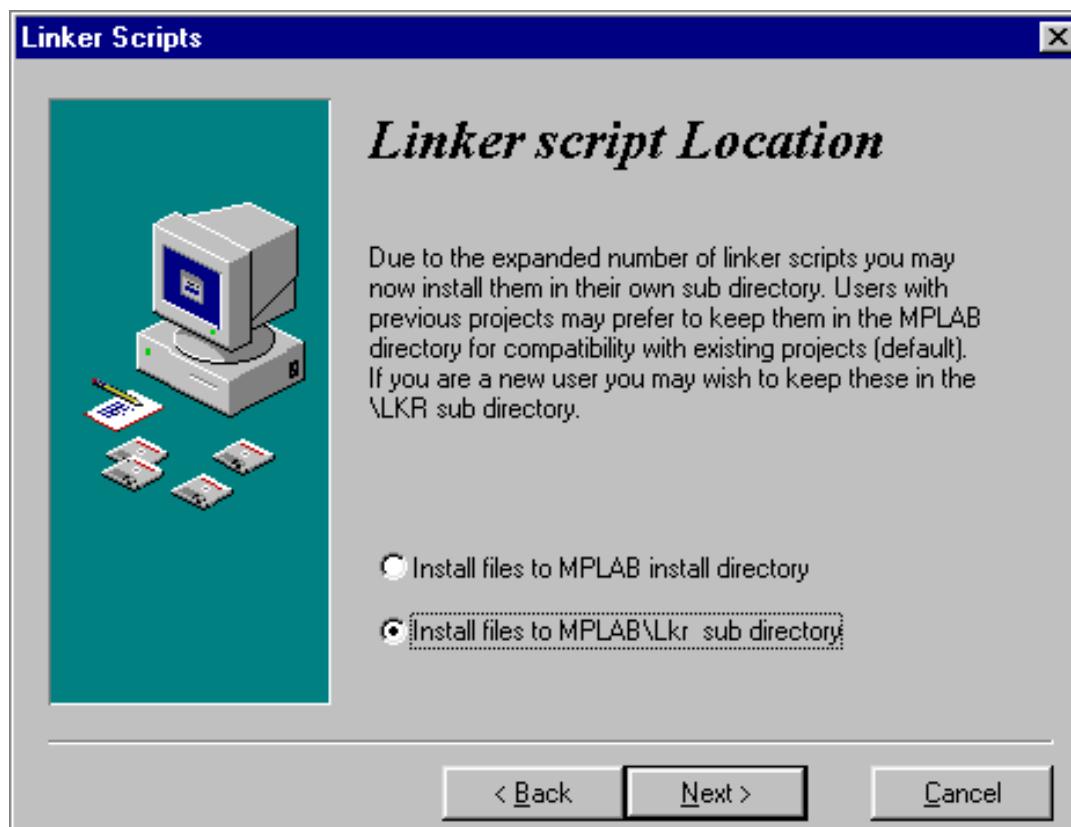 Linker Scripts
Linker script Location
Due to the expanded number of linker scripts you may
now install them in their own sub directory. Users with
previous projects may prefer to keep them in the MPLAB
directory for compatibility with existing projects (default).
If you are a new user you may wish to keep these in the
\LKR sub directory.
Install files to MPLAB install directory
Install files to MPLAB\Lkr sub directory
< Back
Next >
Cancel